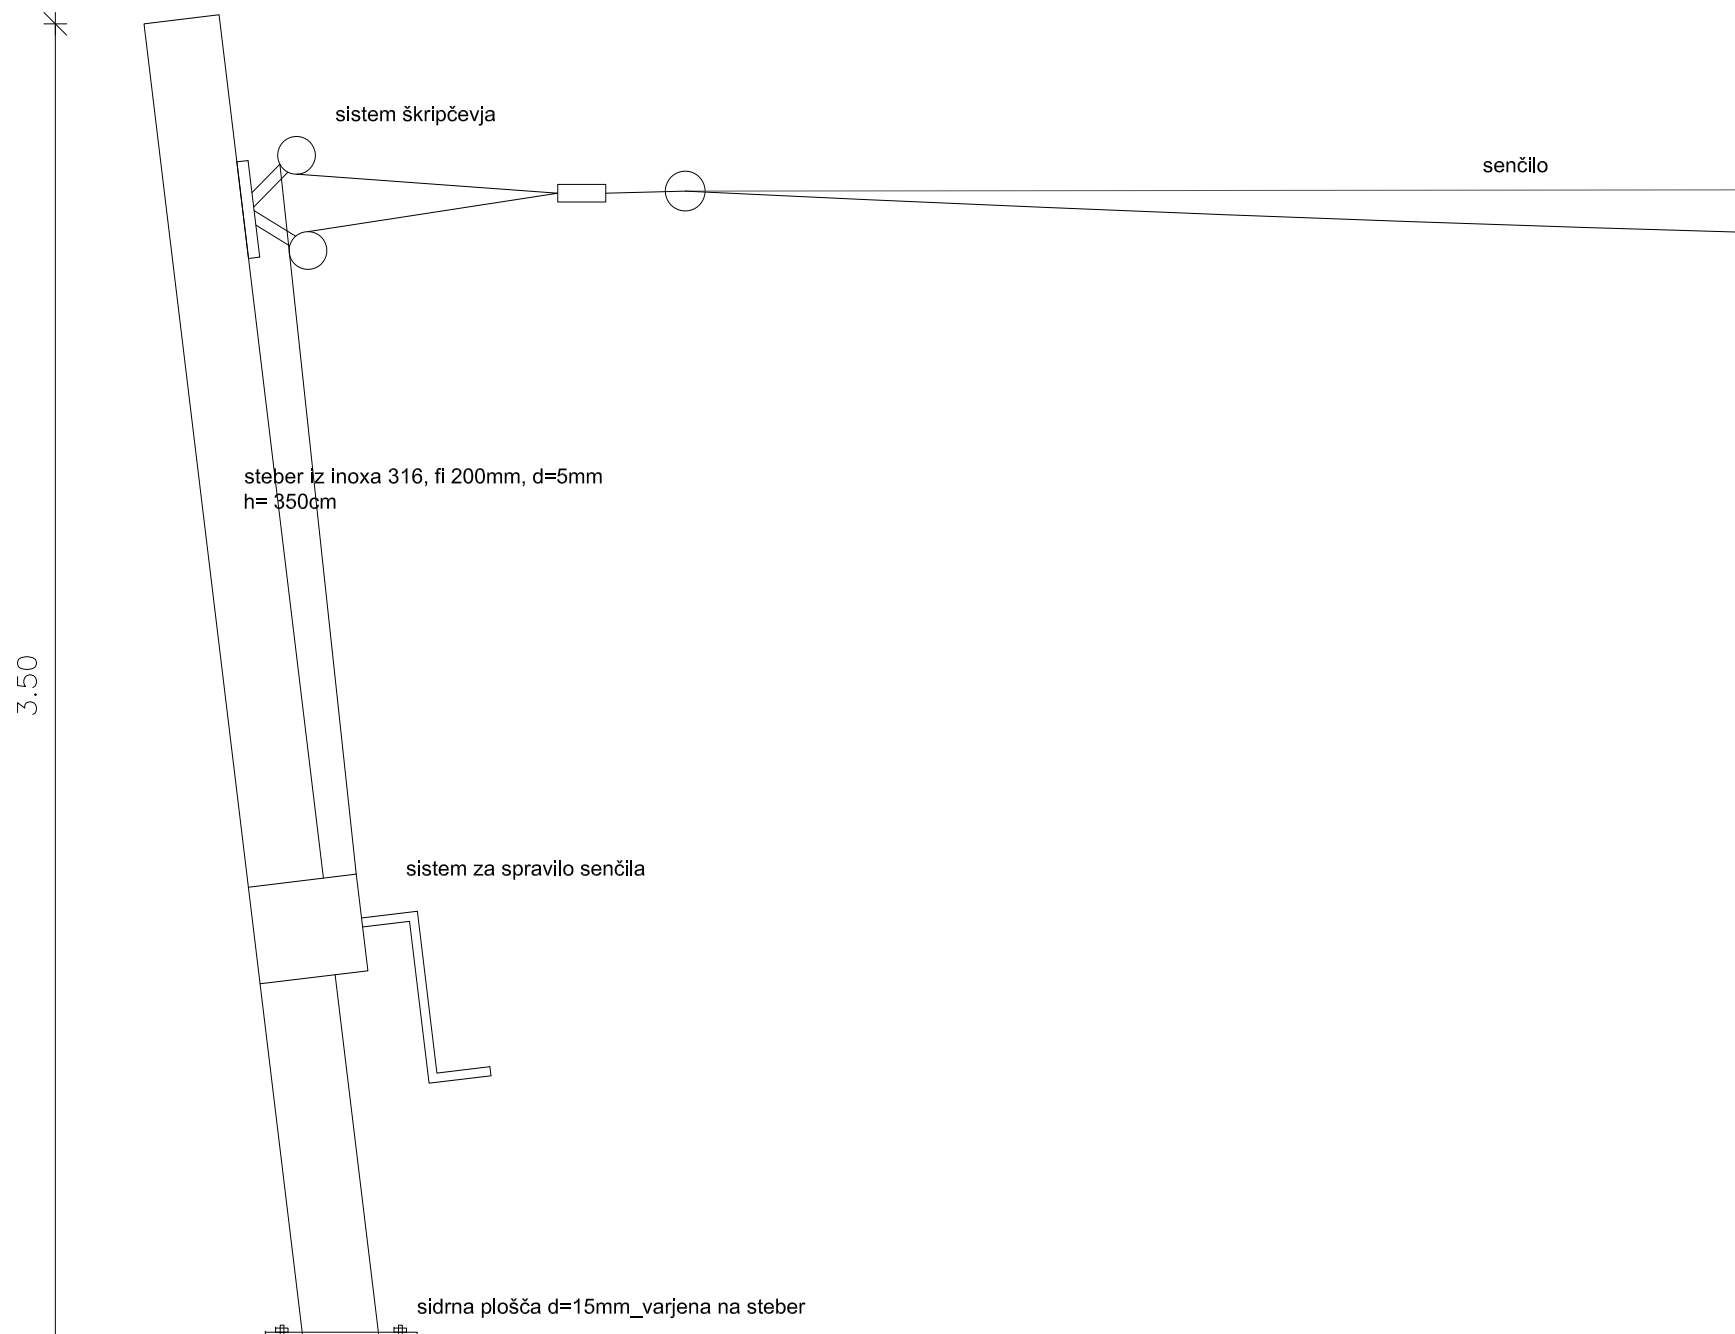 sistem škripčevja
senčilo
steber iz inoxa 316, fi 200mm, d=5mm
h= 350cm
3.50
sistem za spravilo senčila
sidrna plošča d=15mm_varjena na steber